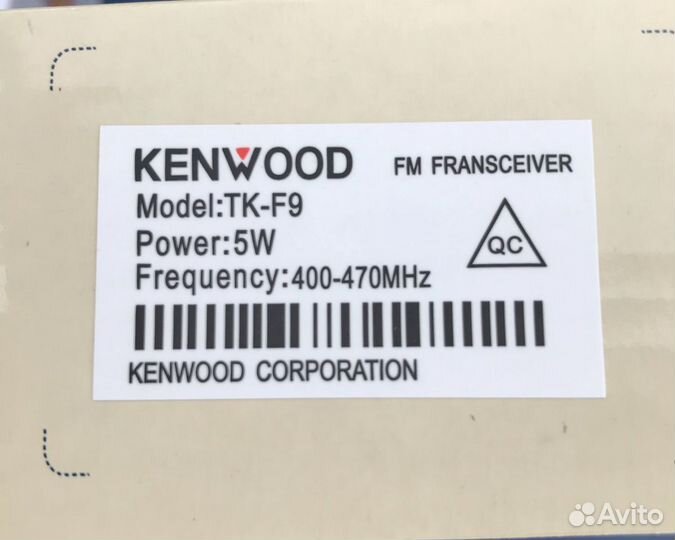 KENWOOD FM FRANSCEIVER
Model:TK-F9
Power:5W
QC
Frequency:400-470MHz
KENWOOD CORPORATION
Avito